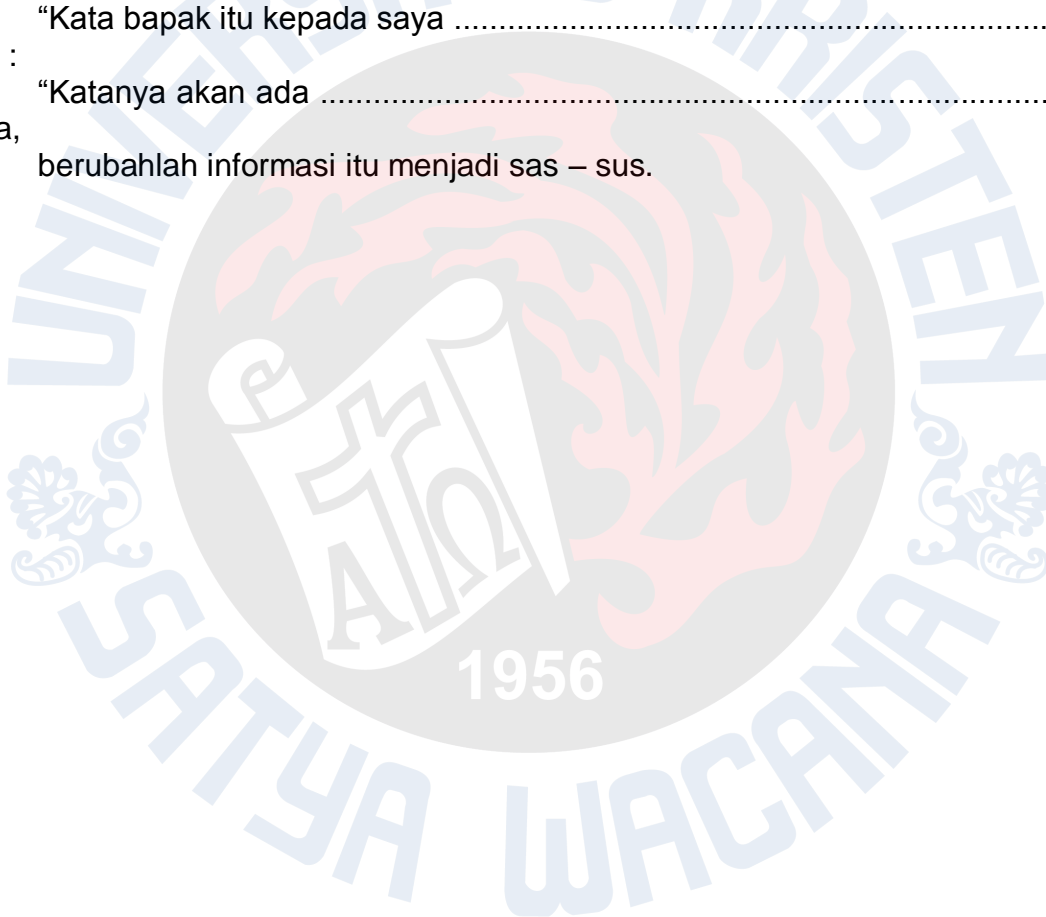 “Kata bapak itu kepada saya ..........................................................................
:
“Katanya akan ada ..........................................................................................
a,
berubahlah informasi itu menjadi sas – sus.
UNIVERSITAS KRISTEN
ΑΩ
1956
SATYA WACANA